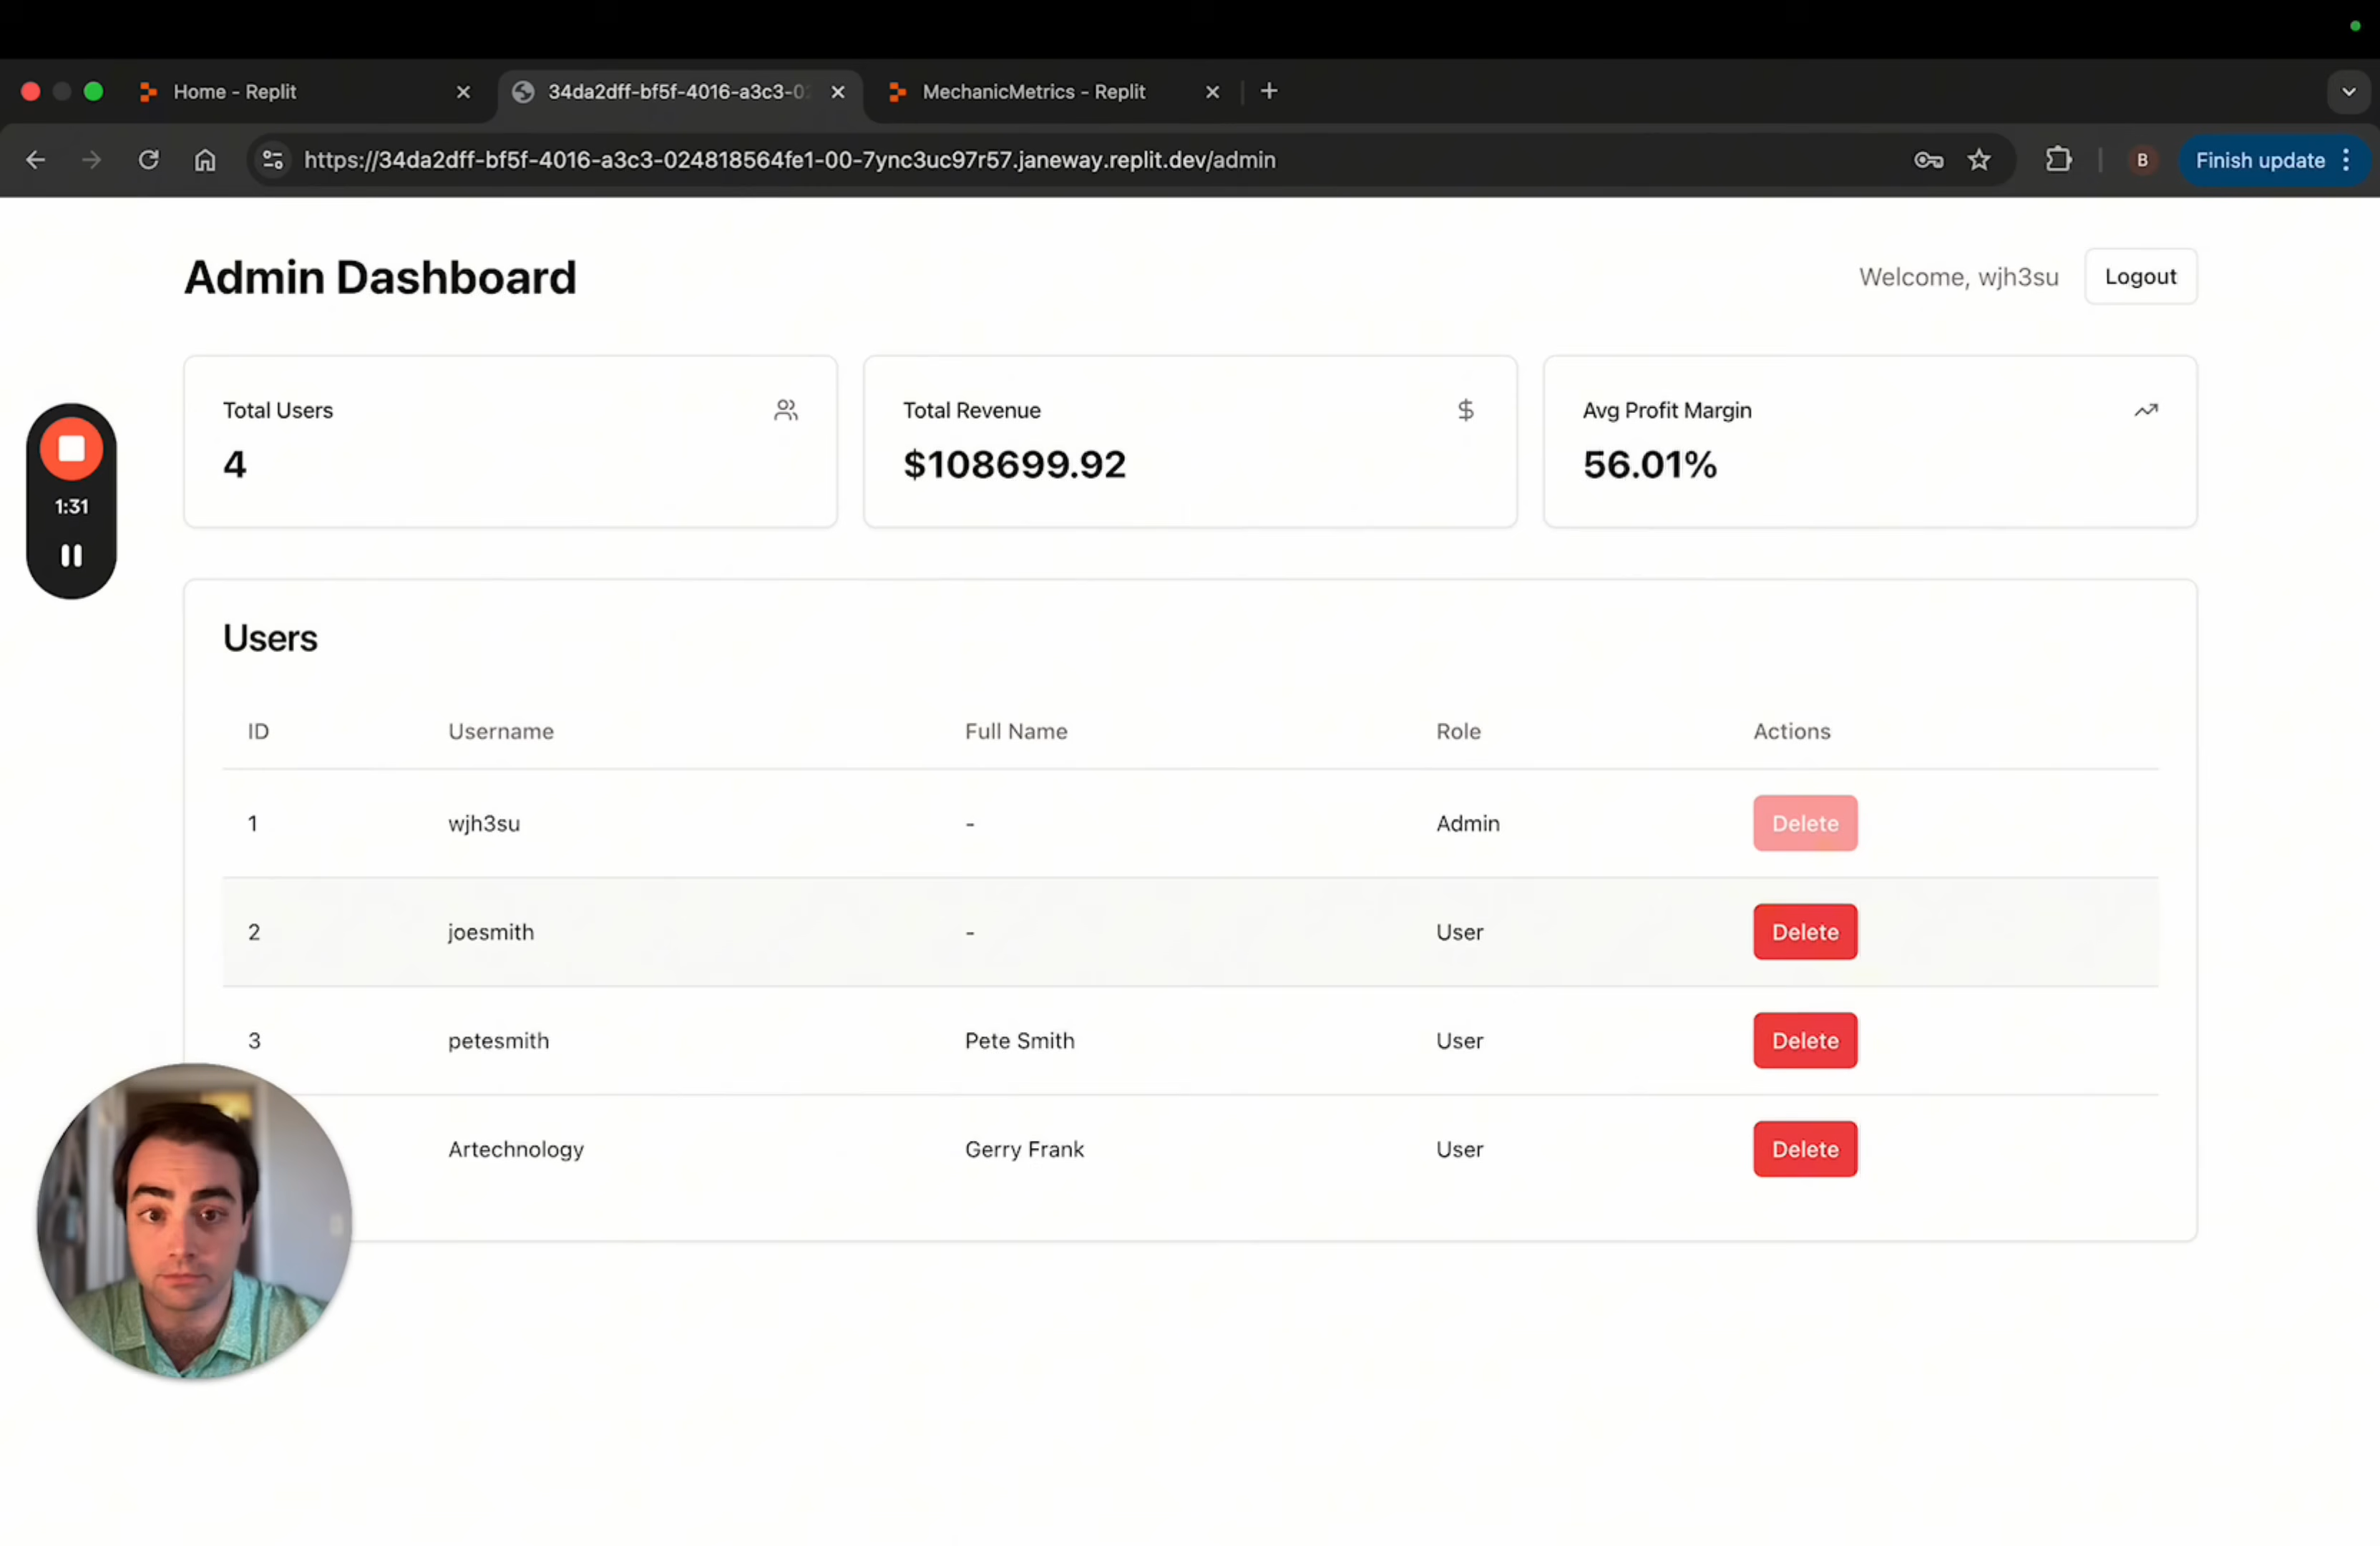 Home - Replit
34da2dff-bf5f-4016-a3c3-02
MechanicMetrics - Replit
https://34da2dff-bf5f-4016-a3c3-024818564fe1-00-7ync3uc97r57.janeway.replit.dev/admin
B
Finish update
Admin Dashboard
Welcome, wjh3su
Logout
Total Users
4
Total Revenue
$
$108699.92
Avg Profit Margin
56.01%
1:31
Users
ID Username Full Name Role Actions
1 wjh3su - Admin Delete
2 joesmith - User Delete
3 petesmith Pete Smith User Delete
Artechnology Gerry Frank User Delete